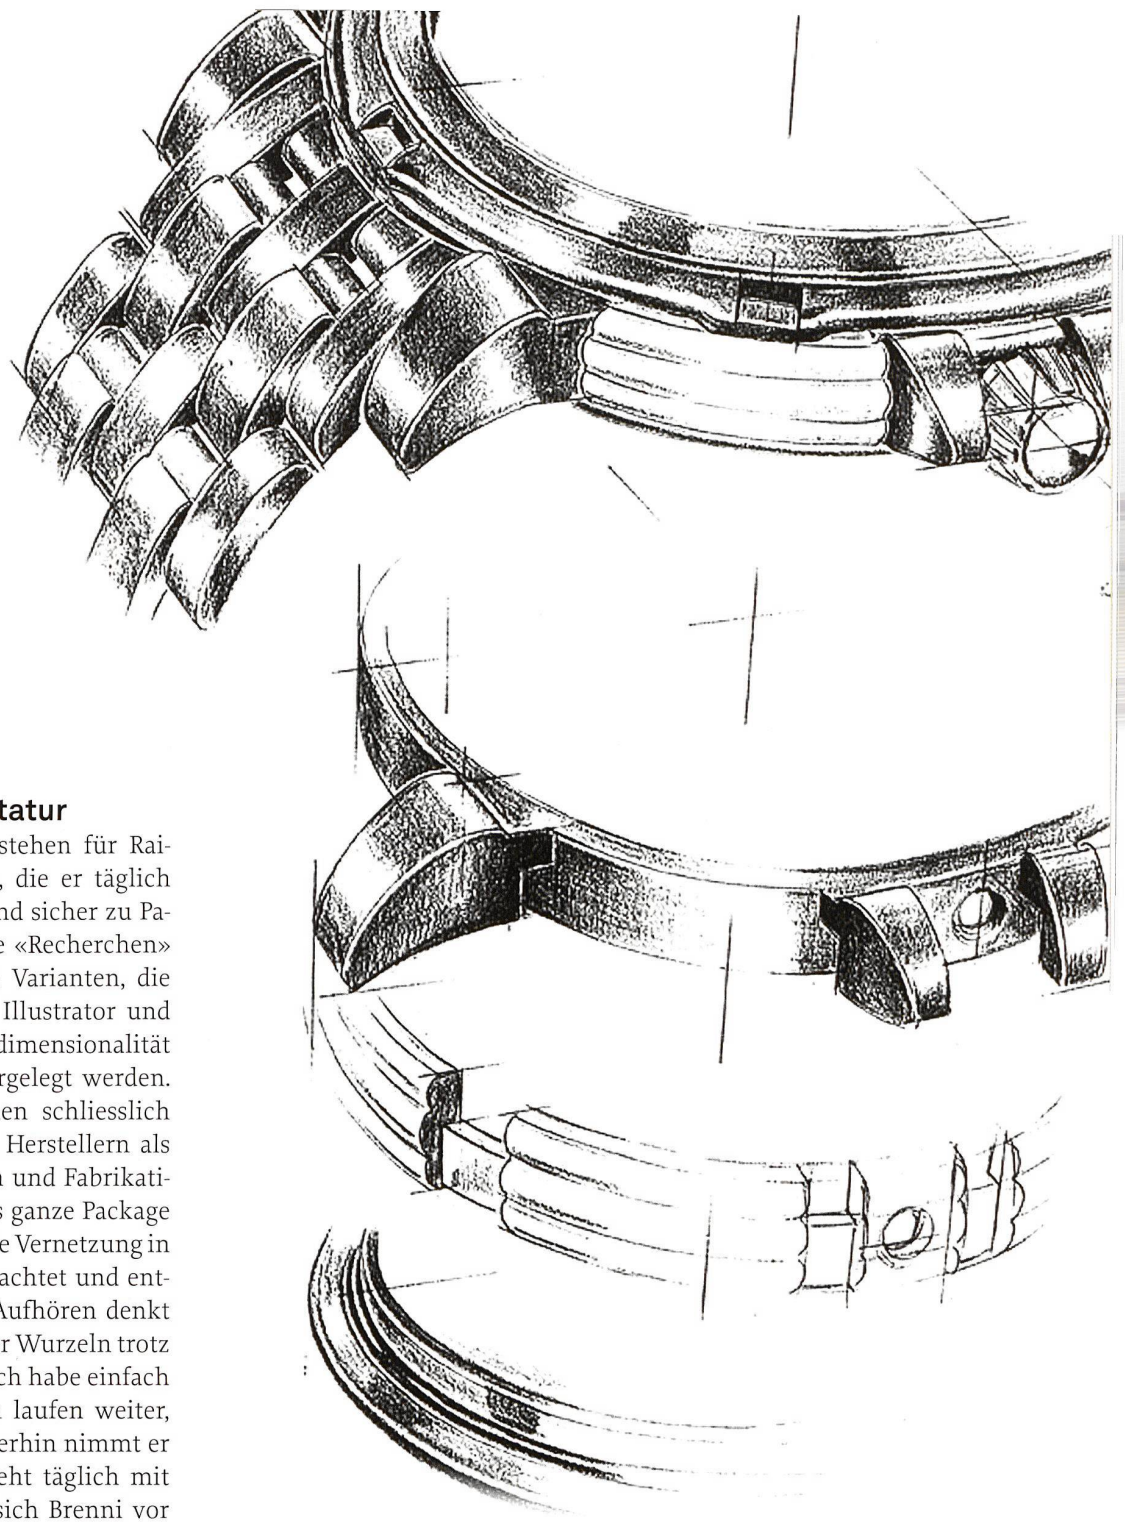 tatur
stehen für Rai-
, die er täglich
nd sicher zu Pa-
e «Recherchen»
Varianten, die
Illustrator und
dimensionalität
rgelegt werden.
en schliesslich
Herstellern als
n und Fabrikati-
s ganze Package
e Vernetzung in
achtet und ent-
Aufhören denkt
r Wurzeln trotz
ch habe einfach
laufen weiter,
erhin nimmt er
eht täglich mit
sich Brenni vor